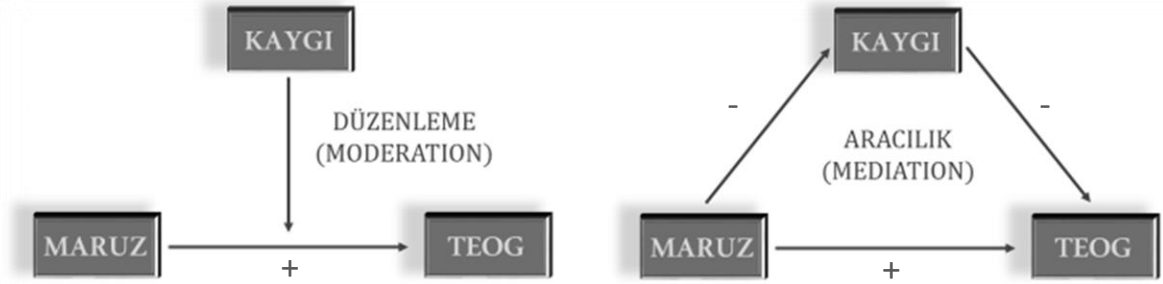 KAYGI
DÜZENLEME
(MODERATION)
MARUZ
TEOG
+
KAYGI
-
-
ARACILIK
(MEDIATION)
MARUZ
TEOG
+